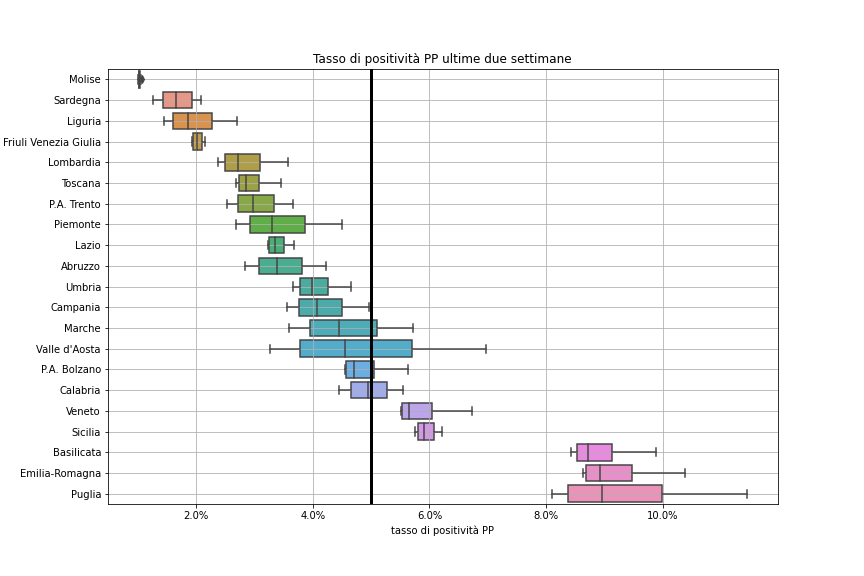 Tasso di positività PP ultime due settimane
Molise
Sardegna
Liguria
Friuli Venezia Giulia
Lombardia
Toscana
P.A. Trento
Piemonte
Lazio
Abruzzo
Umbria
Campania
Marche
Valle d'Aosta
P.A. Bolzano
Calabria
Veneto
Sicilia
Basilicata
Emilia-Romagna
Puglia
2.0% 4.0% 6.0% 8.0% 10.0%
tasso di positività PP